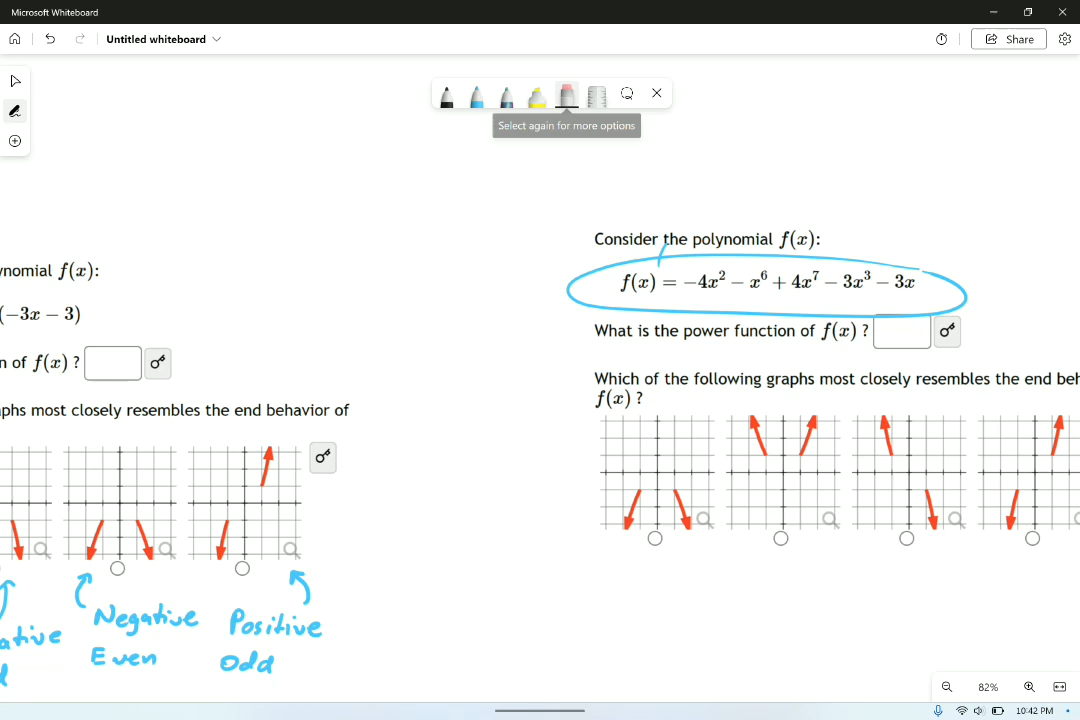 Microsoft Whiteboard
Untitled whiteboard
Share
Select again for more options
Consider the polynomial f(x):
f(x) = −4x² − x⁶ + 4x⁷ − 3x³ − 3x
What is the power function of f(x) ?
Which of the following graphs most closely resembles the end beh
f(x) ?
ynomial f(x):
(−3x − 3)
n of f(x) ?
phs most closely resembles the end behavior of
ative
Negative
Even
Positive
Odd
82%
10:42 PM